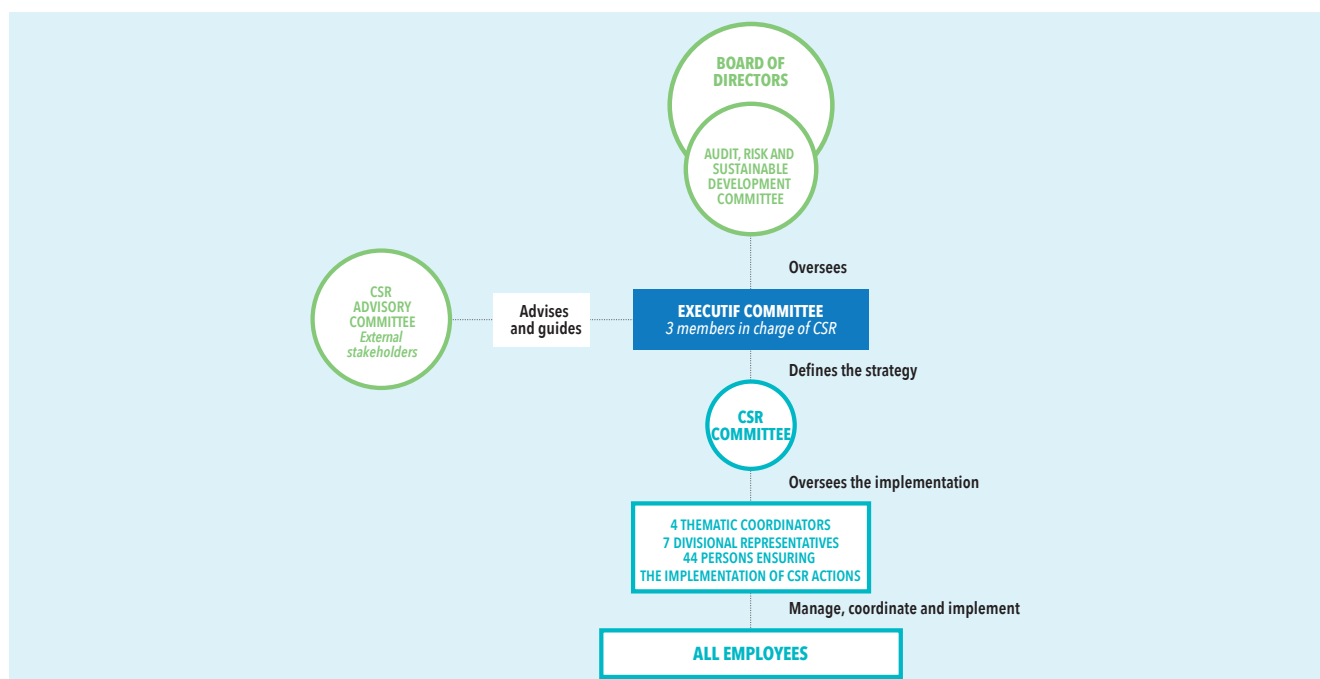 BOARD OF
DIRECTORS
AUDIT, RISK AND
SUSTAINABLE
DEVELOPMENT
COMMITTEE
Oversees
CSR
ADVISORY
COMMITTEE
External
stakeholders
Advises
and guides
EXECUTIF COMMITTEE
3 members in charge of CSR
Defines the strategy
CSR
COMMITTEE
Oversees the implementation
4 THEMATIC COORDINATORS
7 DIVISIONAL REPRESENTATIVES
44 PERSONS ENSURING
THE IMPLEMENTATION OF CSR ACTIONS
Manage, coordinate and implement
ALL EMPLOYEES